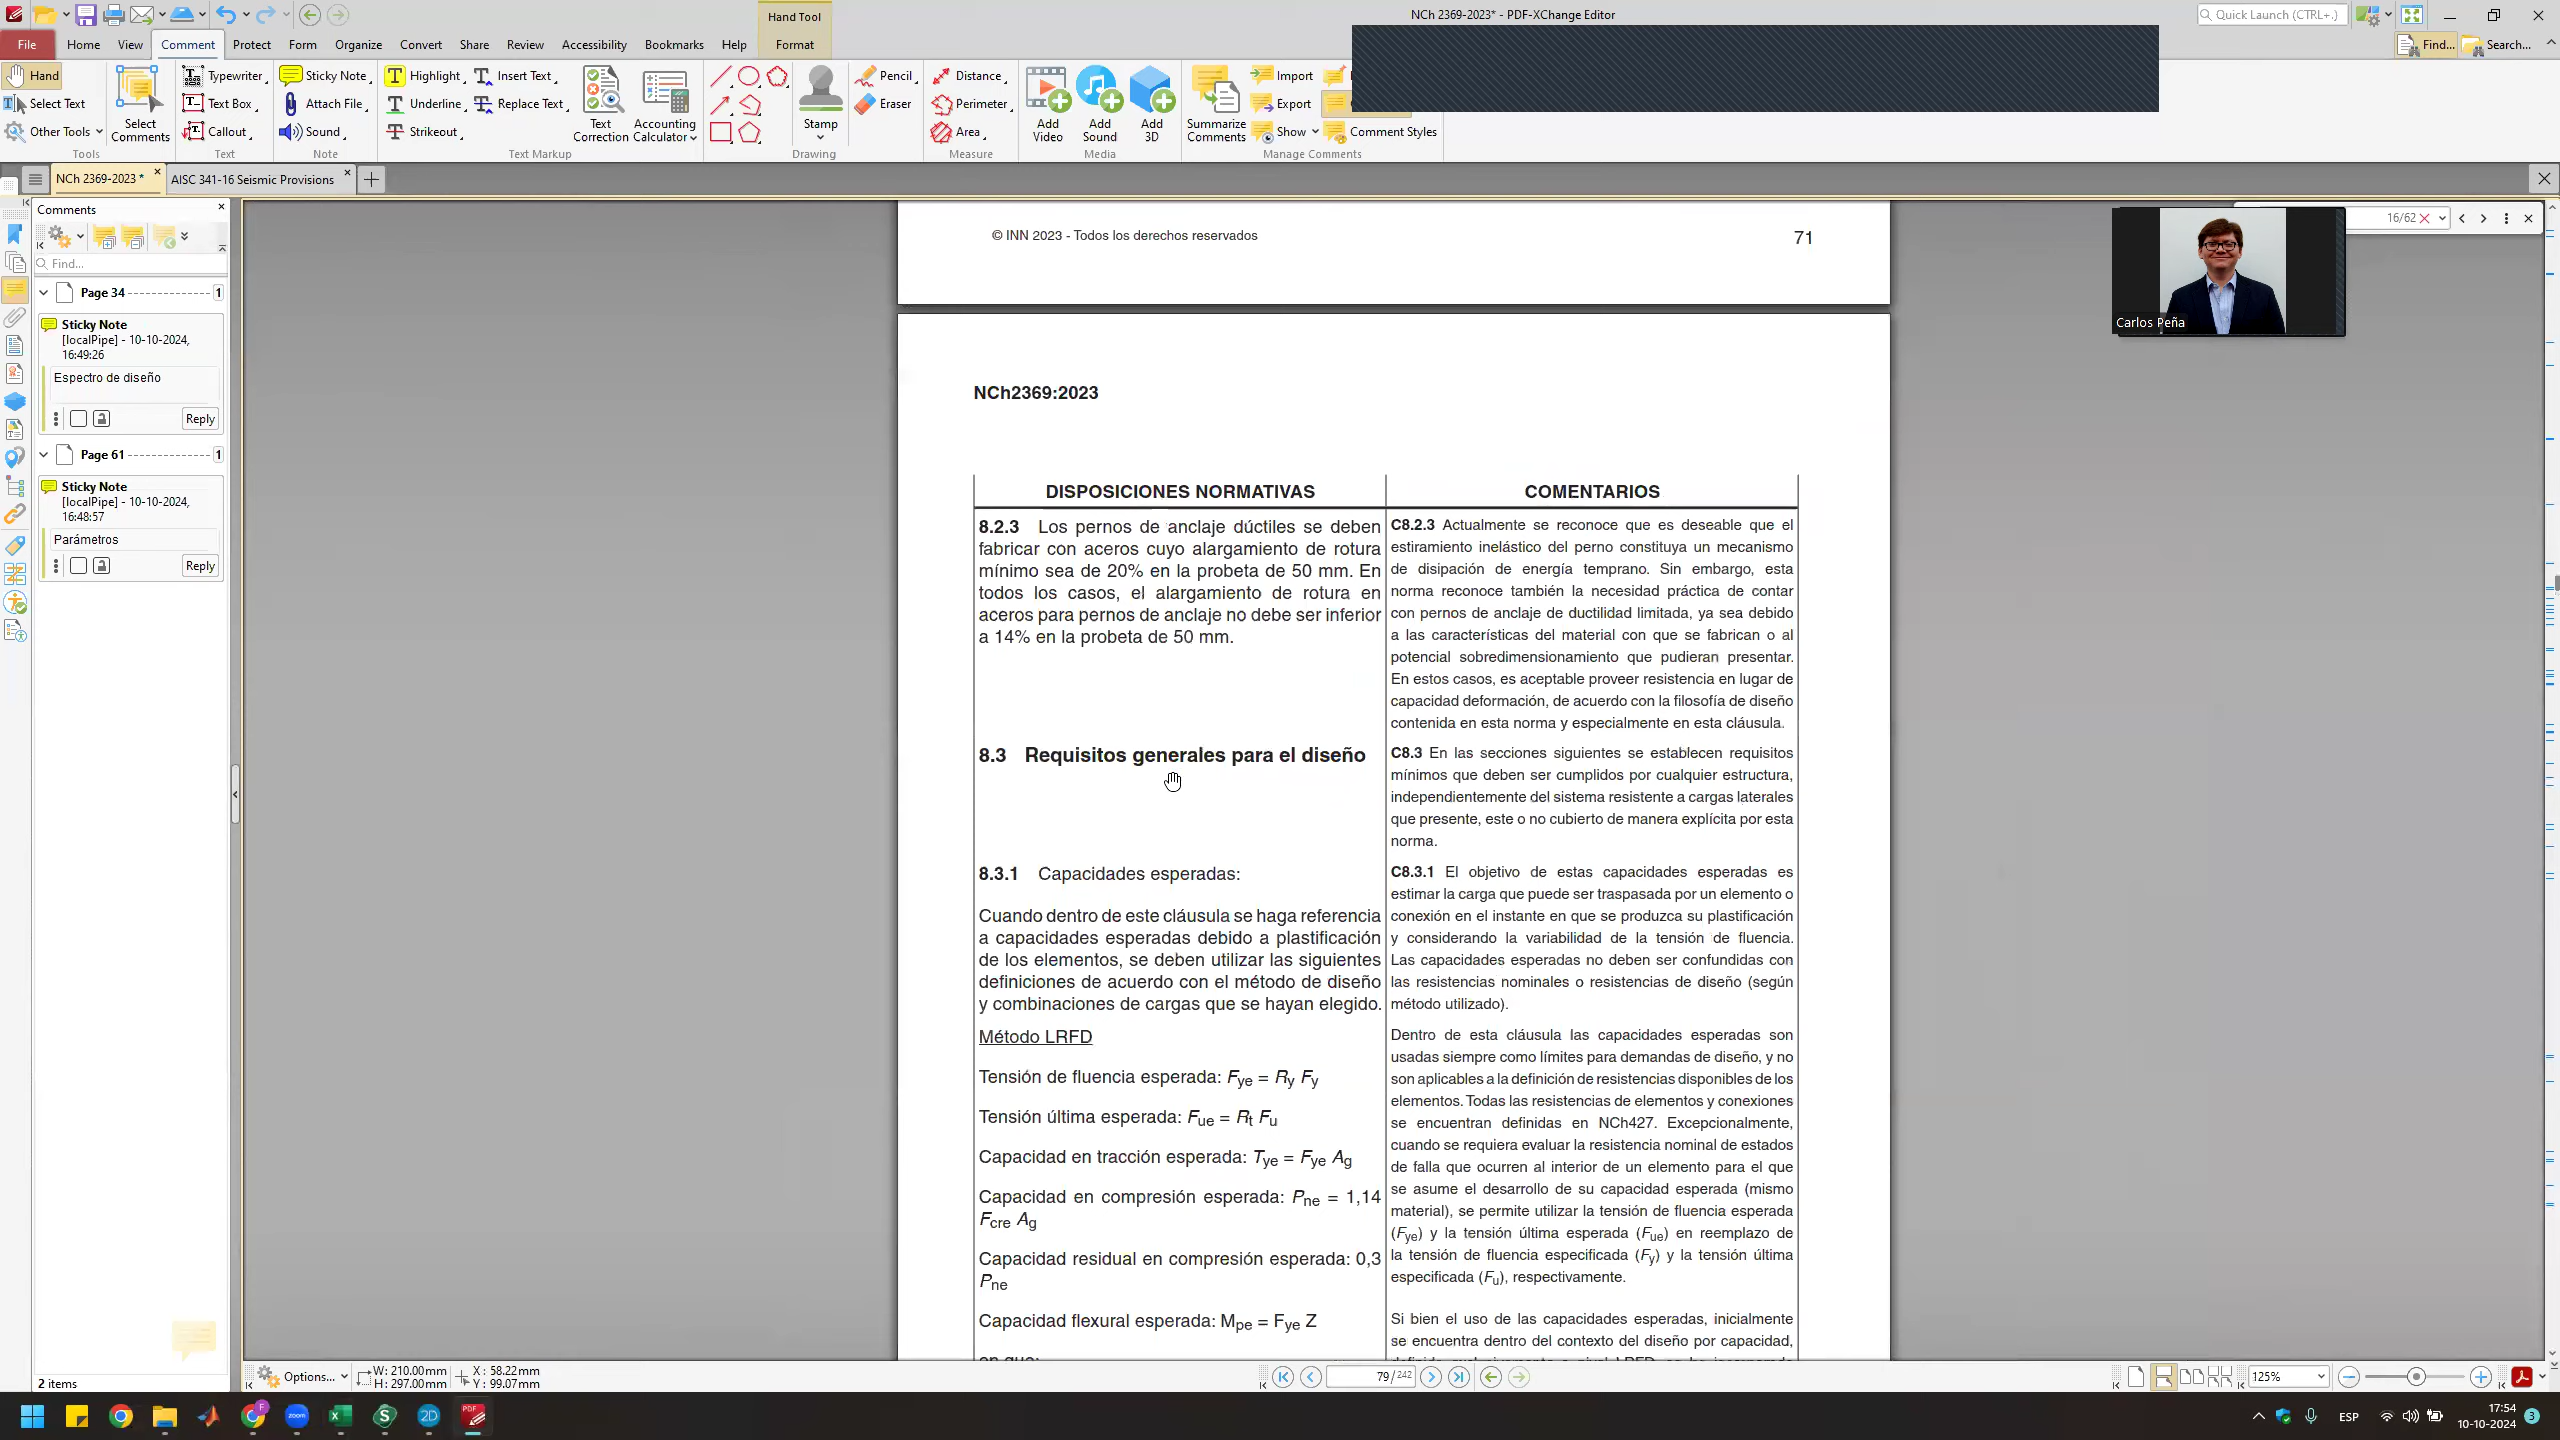 NCh 2369-2023* - PDF-XChange Editor
Quick Launch (CTRL+.)
Hand Tool
File
Home
View
Comment
Protect
Form
Organize
Convert
Share
Review
Accessibility
Bookmarks
Help
Format
Find...
Search...
Hand
Select Text
Other Tools
Tools
Select
Comments
Typewriter
Text Box
Callout
Text
Sticky Note
Attach File
Sound
Note
Highlight
Underline
Strikeout
Insert Text
Replace Text
Text
Correction
Accounting
Calculator
Text Markup
Stamp
Pencil
Eraser
Drawing
Distance
Perimeter
Area
Measure
Add
Video
Add
Sound
Add
3D
Media
Summarize
Comments
Import
Export
Show
Comment Styles
Manage Comments
NCh 2369-2023 *
AISC 341-16 Seismic Provisions
Comments
Find...
Page 34
1
Sticky Note
[localPipe] - 10-10-2024,
16:49:26
Espectro de diseño
Reply
Page 61
1
Sticky Note
[localPipe] - 10-10-2024,
16:48:57
Parámetros
Reply
2 items
16/62
Carlos Peña
© INN 2023 - Todos los derechos reservados
71
NCh2369:2023
DISPOSICIONES NORMATIVAS
8.2.3 Los pernos de anclaje dúctiles se deben
fabricar con aceros cuyo alargamiento de rotura
mínimo sea de 20% en la probeta de 50 mm. En
todos los casos, el alargamiento de rotura en
aceros para pernos de anclaje no debe ser inferior
a 14% en la probeta de 50 mm.
8.3 Requisitos generales para el diseño
8.3.1 Capacidades esperadas:
Cuando dentro de este cláusula se haga referencia
a capacidades esperadas debido a plastificación
de los elementos, se deben utilizar las siguientes
definiciones de acuerdo con el método de diseño
y combinaciones de cargas que se hayan elegido.
Método LRFD
Tensión de fluencia esperada: Fye = Ry Fy
Tensión última esperada: Fue = Rt Fu
Capacidad en tracción esperada: Tye = Fye Ag
Capacidad en compresión esperada: Pne = 1,14
Fcre Ag
Capacidad residual en compresión esperada: 0,3
Pne
Capacidad flexural esperada: Mpe = Fye Z
en que:
COMENTARIOS
C8.2.3 Actualmente se reconoce que es deseable que el
estiramiento inelástico del perno constituya un mecanismo
de disipación de energía temprano. Sin embargo, esta
norma reconoce también la necesidad práctica de contar
con pernos de anclaje de ductilidad limitada, ya sea debido
a las características del material con que se fabrican o al
potencial sobredimensionamiento que pudieran presentar.
En estos casos, es aceptable proveer resistencia en lugar de
capacidad deformación, de acuerdo con la filosofía de diseño
contenida en esta norma y especialmente en esta cláusula.
C8.3 En las secciones siguientes se establecen requisitos
mínimos que deben ser cumplidos por cualquier estructura,
independientemente del sistema resistente a cargas laterales
que presente, este o no cubierto de manera explícita por esta
norma.
C8.3.1 El objetivo de estas capacidades esperadas es
estimar la carga que puede ser traspasada por un elemento o
conexión en el instante en que se produzca su plastificación
y considerando la variabilidad de la tensión de fluencia.
Las capacidades esperadas no deben ser confundidas con
las resistencias nominales o resistencias de diseño (según
método utilizado).
Dentro de esta cláusula las capacidades esperadas son
usadas siempre como límites para demandas de diseño, y no
son aplicables a la definición de resistencias disponibles de los
elementos. Todas las resistencias de elementos y conexiones
se encuentran definidas en NCh427. Excepcionalmente,
cuando se requiera evaluar la resistencia nominal de estados
de falla que ocurren al interior de un elemento para el que
se asume el desarrollo de su capacidad esperada (mismo
material), se permite utilizar la tensión de fluencia esperada
(Fye) y la tensión última esperada (Fue) en reemplazo de
la tensión de fluencia especificada (Fy) y la tensión última
especificada (Fu), respectivamente.
Si bien el uso de las capacidades esperadas, inicialmente
se encuentra dentro del contexto del diseño por capacidad,
Options...
W: 210.00mm
H: 297.00mm
X : 58.22mm
Y : 99.07mm
79 / 242
125%
ESP
17:54
10-10-2024
3